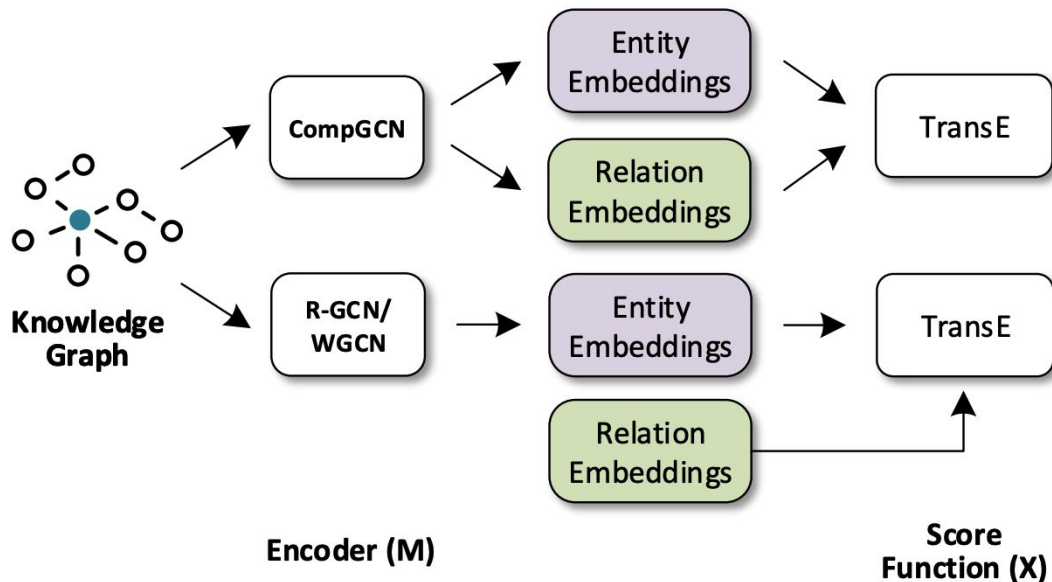 Entity
Embeddings
CompGCN
TransE
Relation
Embeddings
Knowledge
Graph
R-GCN/
WGCN
Entity
Embeddings
TransE
Relation
Embeddings
Encoder (M)
Score
Function (X)